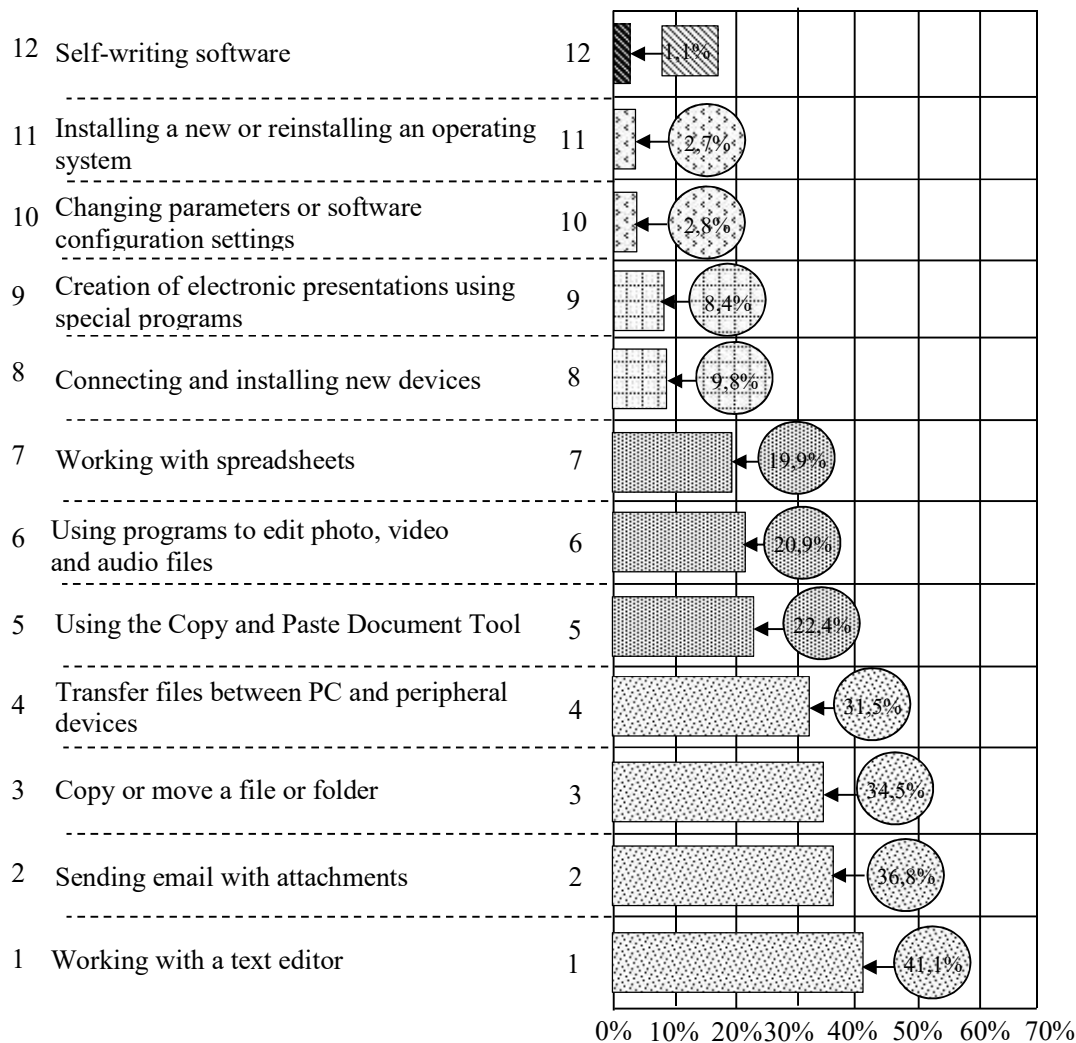 12 Self-writing software 12 1,1%
11 Installing a new or reinstalling an operating
system 11 2,7%
10 Changing parameters or software
configuration settings 10 2,8%
9 Creation of electronic presentations using
special programs 9 8,4%
8 Connecting and installing new devices 8 9,8%
7 Working with spreadsheets 7 19,9%
6 Using programs to edit photo, video
and audio files 6 20,9%
5 Using the Copy and Paste Document Tool 5 22,4%
4 Transfer files between PC and peripheral
devices 4 31,5%
3 Copy or move a file or folder 3 34,5%
2 Sending email with attachments 2 36,8%
1 Working with a text editor 1 41,1%
0% 10% 20% 30% 40% 50% 60% 70%